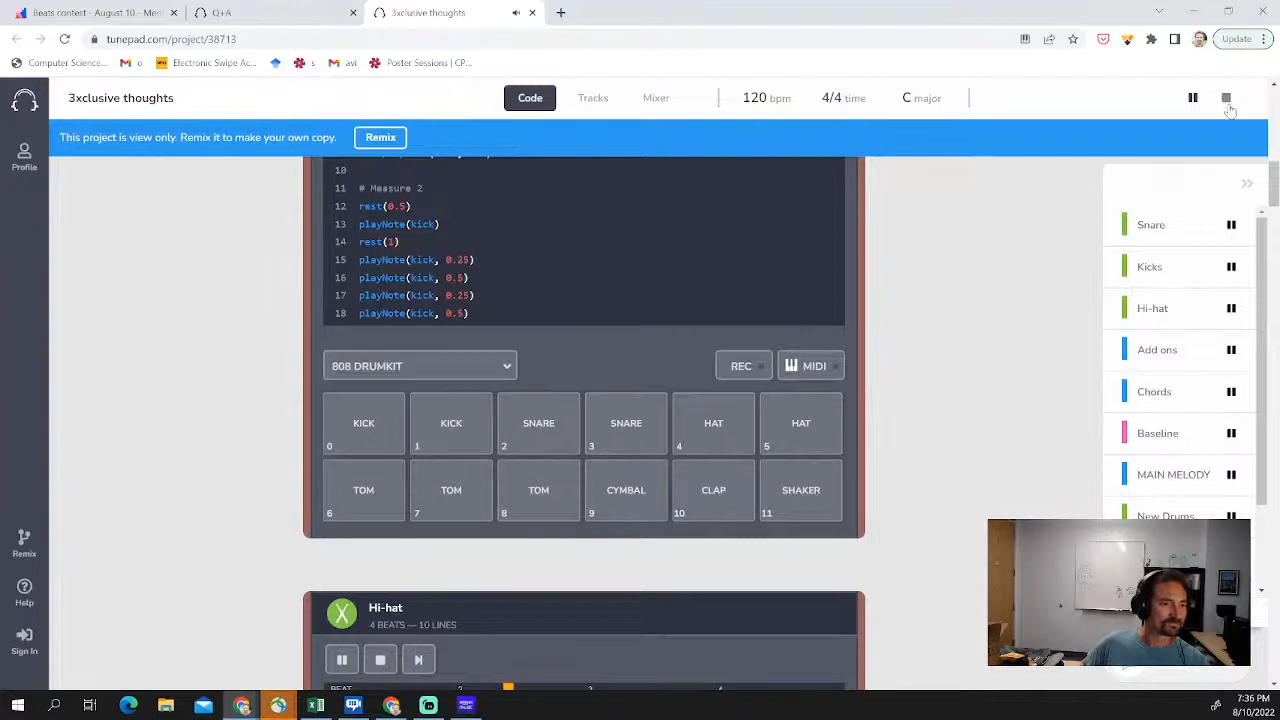 Beats contest - August 10 - Mem
Q+A
3xclusive thoughts
tunepad.com/project/38713
Update
Computer Science...
o
Electronic Swipe Ac...
s
avi
Poster Sessions | CP...
3xclusive thoughts
Code
Tracks
Mixer
120 bpm
4/4 time
C major
This project is view only. Remix it to make your own copy.
Remix
Profile
10
11 # Measure 2
12 rest(0.5)
13 playNote(kick)
14 rest(1)
15 playNote(kick, 0.25)
16 playNote(kick, 0.5)
17 playNote(kick, 0.25)
18 playNote(kick, 0.5)
808 DRUMKIT
REC
MIDI
KICK
0
KICK
1
SNARE
2
SNARE
3
HAT
4
HAT
5
TOM
6
TOM
7
TOM
8
CYMBAL
9
CLAP
10
SHAKER
11
Snare
Kicks
Hi-hat
Add ons
Chords
Baseline
MAIN MELODY
New Drums
Remix
Help
Sign In
Hi-hat
4 BEATS — 10 LINES
BEAT
2
3
4
7:36 PM
8/10/2022